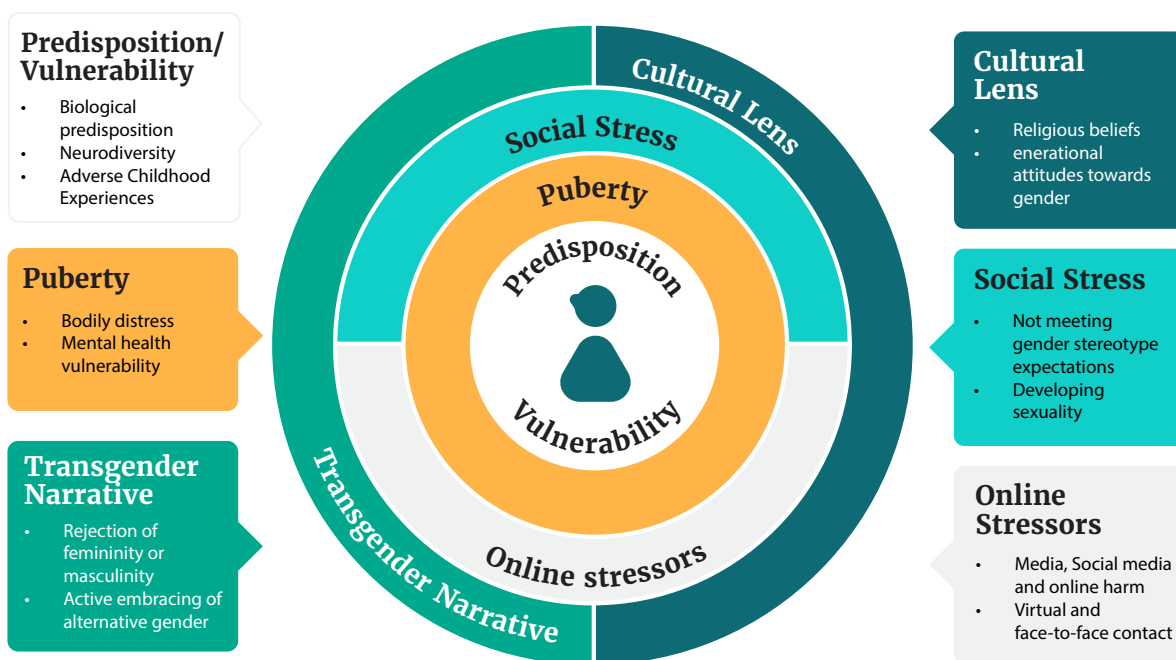 Predisposition/
Vulnerability
• Biological
predisposition
• Neurodiversity
• Adverse Childhood
Experiences
Puberty
• Bodily distress
• Mental health
vulnerability
Transgender
Narrative
• Rejection of
femininity or
masculinity
• Active embracing of
alternative gender
Cultural Lens
Social Stress
Puberty
Predisposition
Vulnerability
Online stressors
Transgender Narrative
Cultural
Lens
• Religious beliefs
• enerational
attitudes towards
gender
Social Stress
• Not meeting
gender stereotype
expectations
• Developing
sexuality
Online
Stressors
• Media, Social media
and online harm
• Virtual and
face-to-face contact